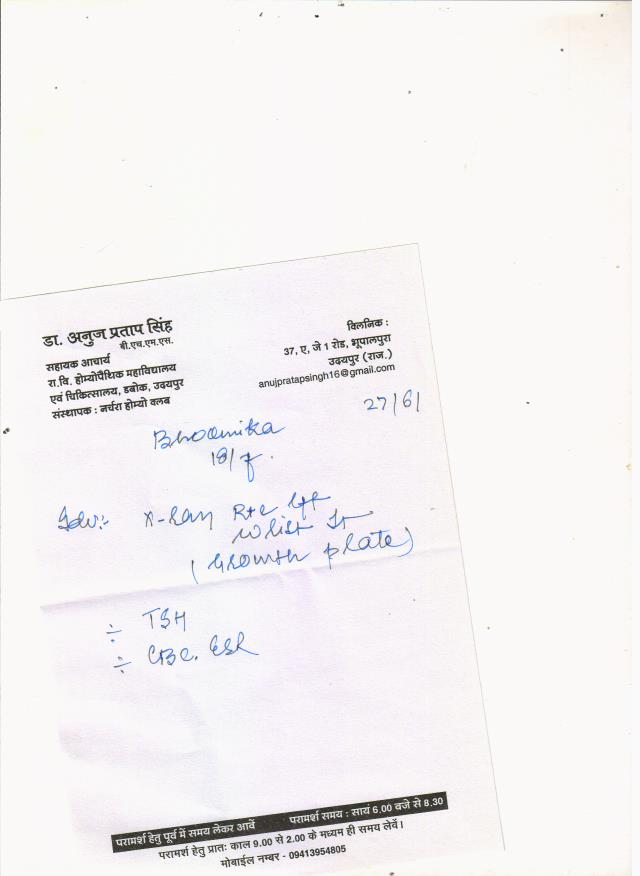 डा. अनुज प्रताप सिंह
बी.एच.एम.एस.
सहायक आचार्य
रा.वि. होम्योपैथिक महाविद्यालय
एवं चिकित्सालय, डबोक, उदयपुर
संस्थापक : नर्चरा होम्यो क्लब
क्लिनिक :
37, ए, जे 1 रोड, भूपालपुरा
उदयपुर (राज.)
anujpratapsingh16@gmail.com
27/6/
Bhoomika
18/f.
Adv:- X-Ray
Wrist Jt
(Growth plate)
÷ TSH
÷ CBC. ESR
परामर्श हेतु पूर्व में समय लेकर आवें परामर्श समय : सायं 6.00 बजे से 8.30
परामर्श हेतु प्रातः काल 9.00 से 2.00 के मध्यम ही समय लेवें।
मोबाईल नम्बर - 09413954805